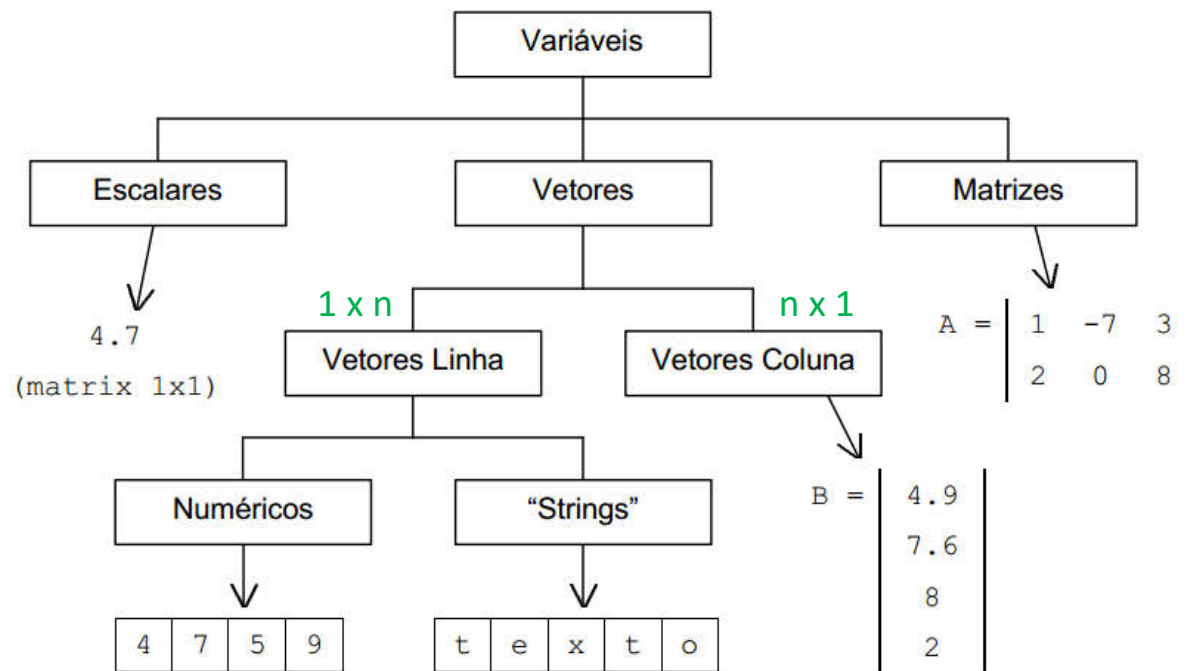 Variáveis
Escalares
Vetores
Matrizes
4.7
(matrix 1x1)
1 x n
n x 1
Vetores Linha
Vetores Coluna
A = 1 -7 3
2 0 8
Numéricos
“Strings”
B = 4.9
7.6
8
2
4 7 5 9
t e x t o